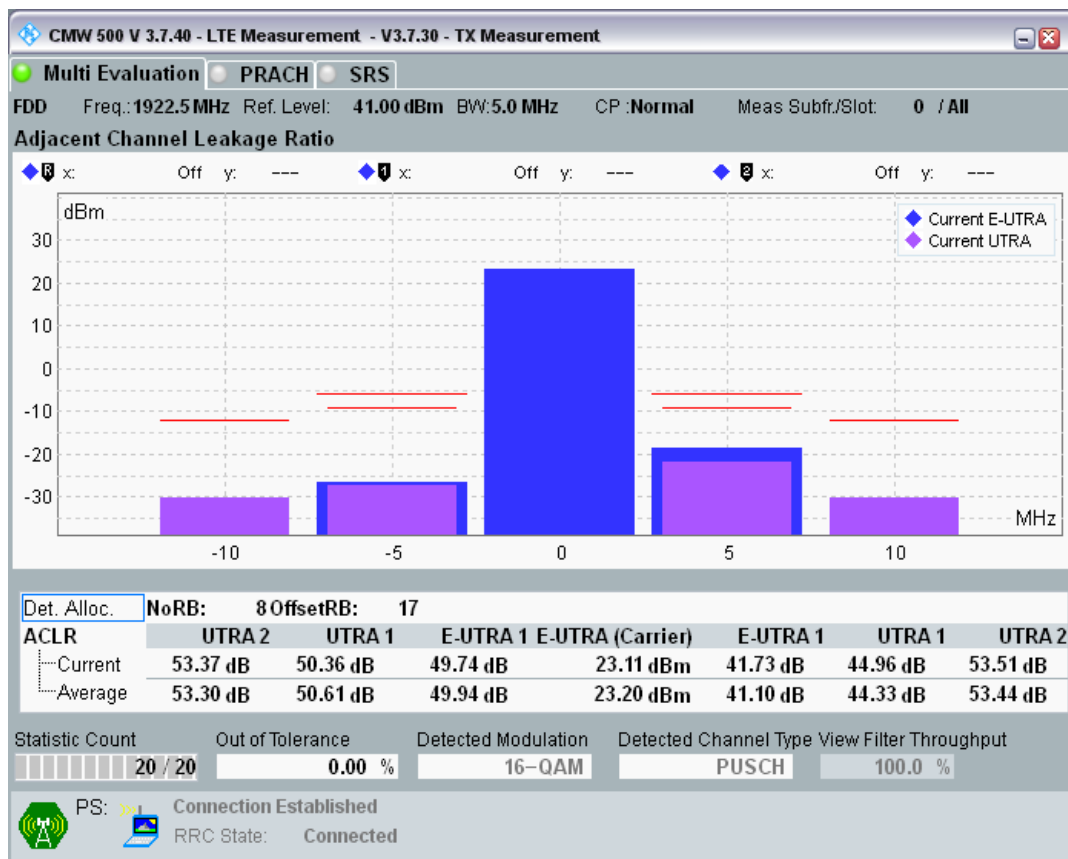 CMW 500 V 3.7.40 - LTE Measurement - V3.7.30 - TX Measurement
Multi Evaluation PRACH SRS
FDD Freq.:1922.5 MHz Ref. Level: 41.00 dBm BW:5.0 MHz CP :Normal Meas Subfr./Slot: 0 / All
Adjacent Channel Leakage Ratio
R x: Off y: --- 1 x: Off y: --- 2 x: Off y: ---
dBm
Current E-UTRA
Current UTRA
30
20
10
0
-10
-20
-30
MHz
-10 -5 0 5 10
Det. Alloc. NoRB: 8 OffsetRB: 17
ACLR UTRA 2 UTRA 1 E-UTRA 1 E-UTRA (Carrier) E-UTRA 1 UTRA 1 UTRA 2
Current 53.37 dB 50.36 dB 49.74 dB 23.11 dBm 41.73 dB 44.96 dB 53.51 dB
Average 53.30 dB 50.61 dB 49.94 dB 23.20 dBm 41.10 dB 44.33 dB 53.44 dB
Statistic Count Out of Tolerance Detected Modulation Detected Channel Type View Filter Throughput
20 / 20 0.00 % 16-QAM PUSCH 100.0 %
PS: Connection Established
RRC State: Connected